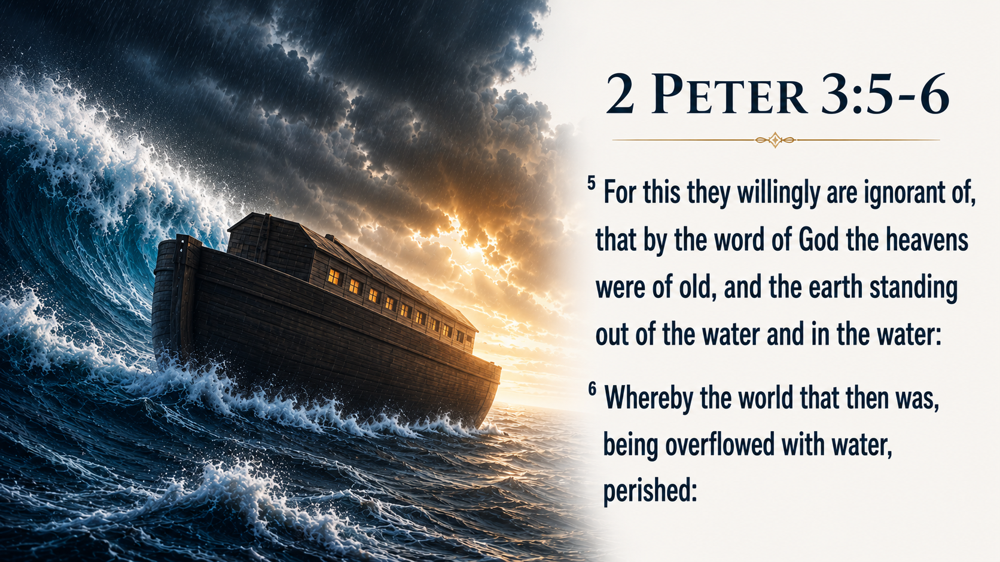 2 PETER 3:5-6
5 For this they willingly are ignorant of,
that by the word of God the heavens
were of old, and the earth standing
out of the water and in the water:
6 Whereby the world that then was,
being overflowed with water,
perished: